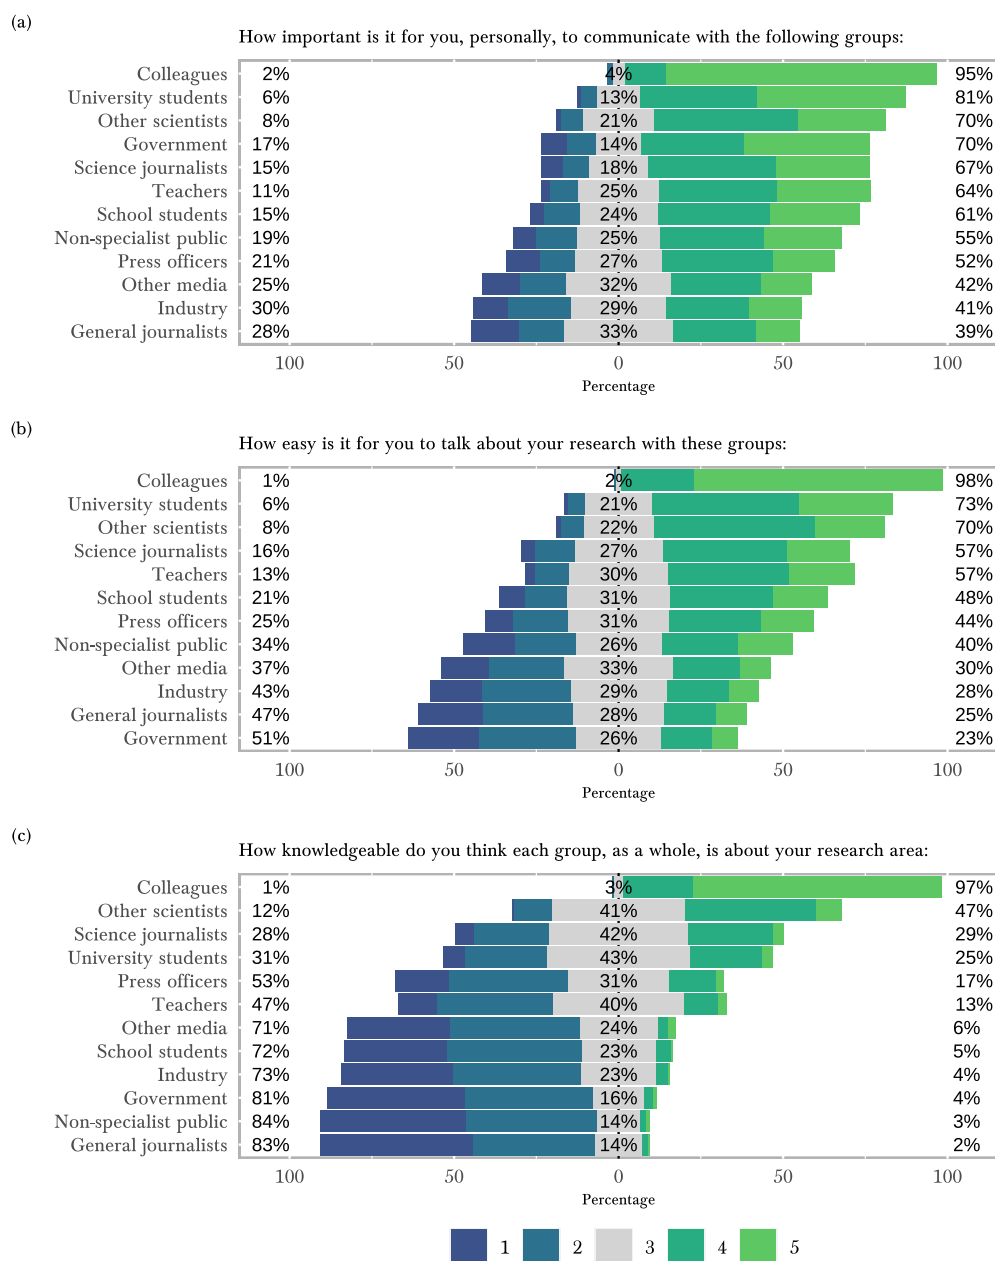 (a)
How important is it for you, personally, to communicate with the following groups:
Colleagues 2% 4% 95%
University students 6% 13% 81%
Other scientists 8% 21% 70%
Government 17% 14% 70%
Science journalists 15% 18% 67%
Teachers 11% 25% 64%
School students 15% 24% 61%
Non-specialist public 19% 25% 55%
Press officers 21% 27% 52%
Other media 25% 32% 42%
Industry 30% 29% 41%
General journalists 28% 33% 39%
100 50 0 50 100
Percentage
(b)
How easy is it for you to talk about your research with these groups:
Colleagues 1% 2% 98%
University students 6% 21% 73%
Other scientists 8% 22% 70%
Science journalists 16% 27% 57%
Teachers 13% 30% 57%
School students 21% 31% 48%
Press officers 25% 31% 44%
Non-specialist public 34% 26% 40%
Other media 37% 33% 30%
Industry 43% 29% 28%
General journalists 47% 28% 25%
Government 51% 26% 23%
100 50 0 50 100
Percentage
(c)
How knowledgeable do you think each group, as a whole, is about your research area:
Colleagues 1% 3% 97%
Other scientists 12% 41% 47%
Science journalists 28% 42% 29%
University students 31% 43% 25%
Press officers 53% 31% 17%
Teachers 47% 40% 13%
Other media 71% 24% 6%
School students 72% 23% 5%
Industry 73% 23% 4%
Government 81% 16% 4%
Non-specialist public 84% 14% 3%
General journalists 83% 14% 2%
100 50 0 50 100
Percentage
1 2 3 4 5